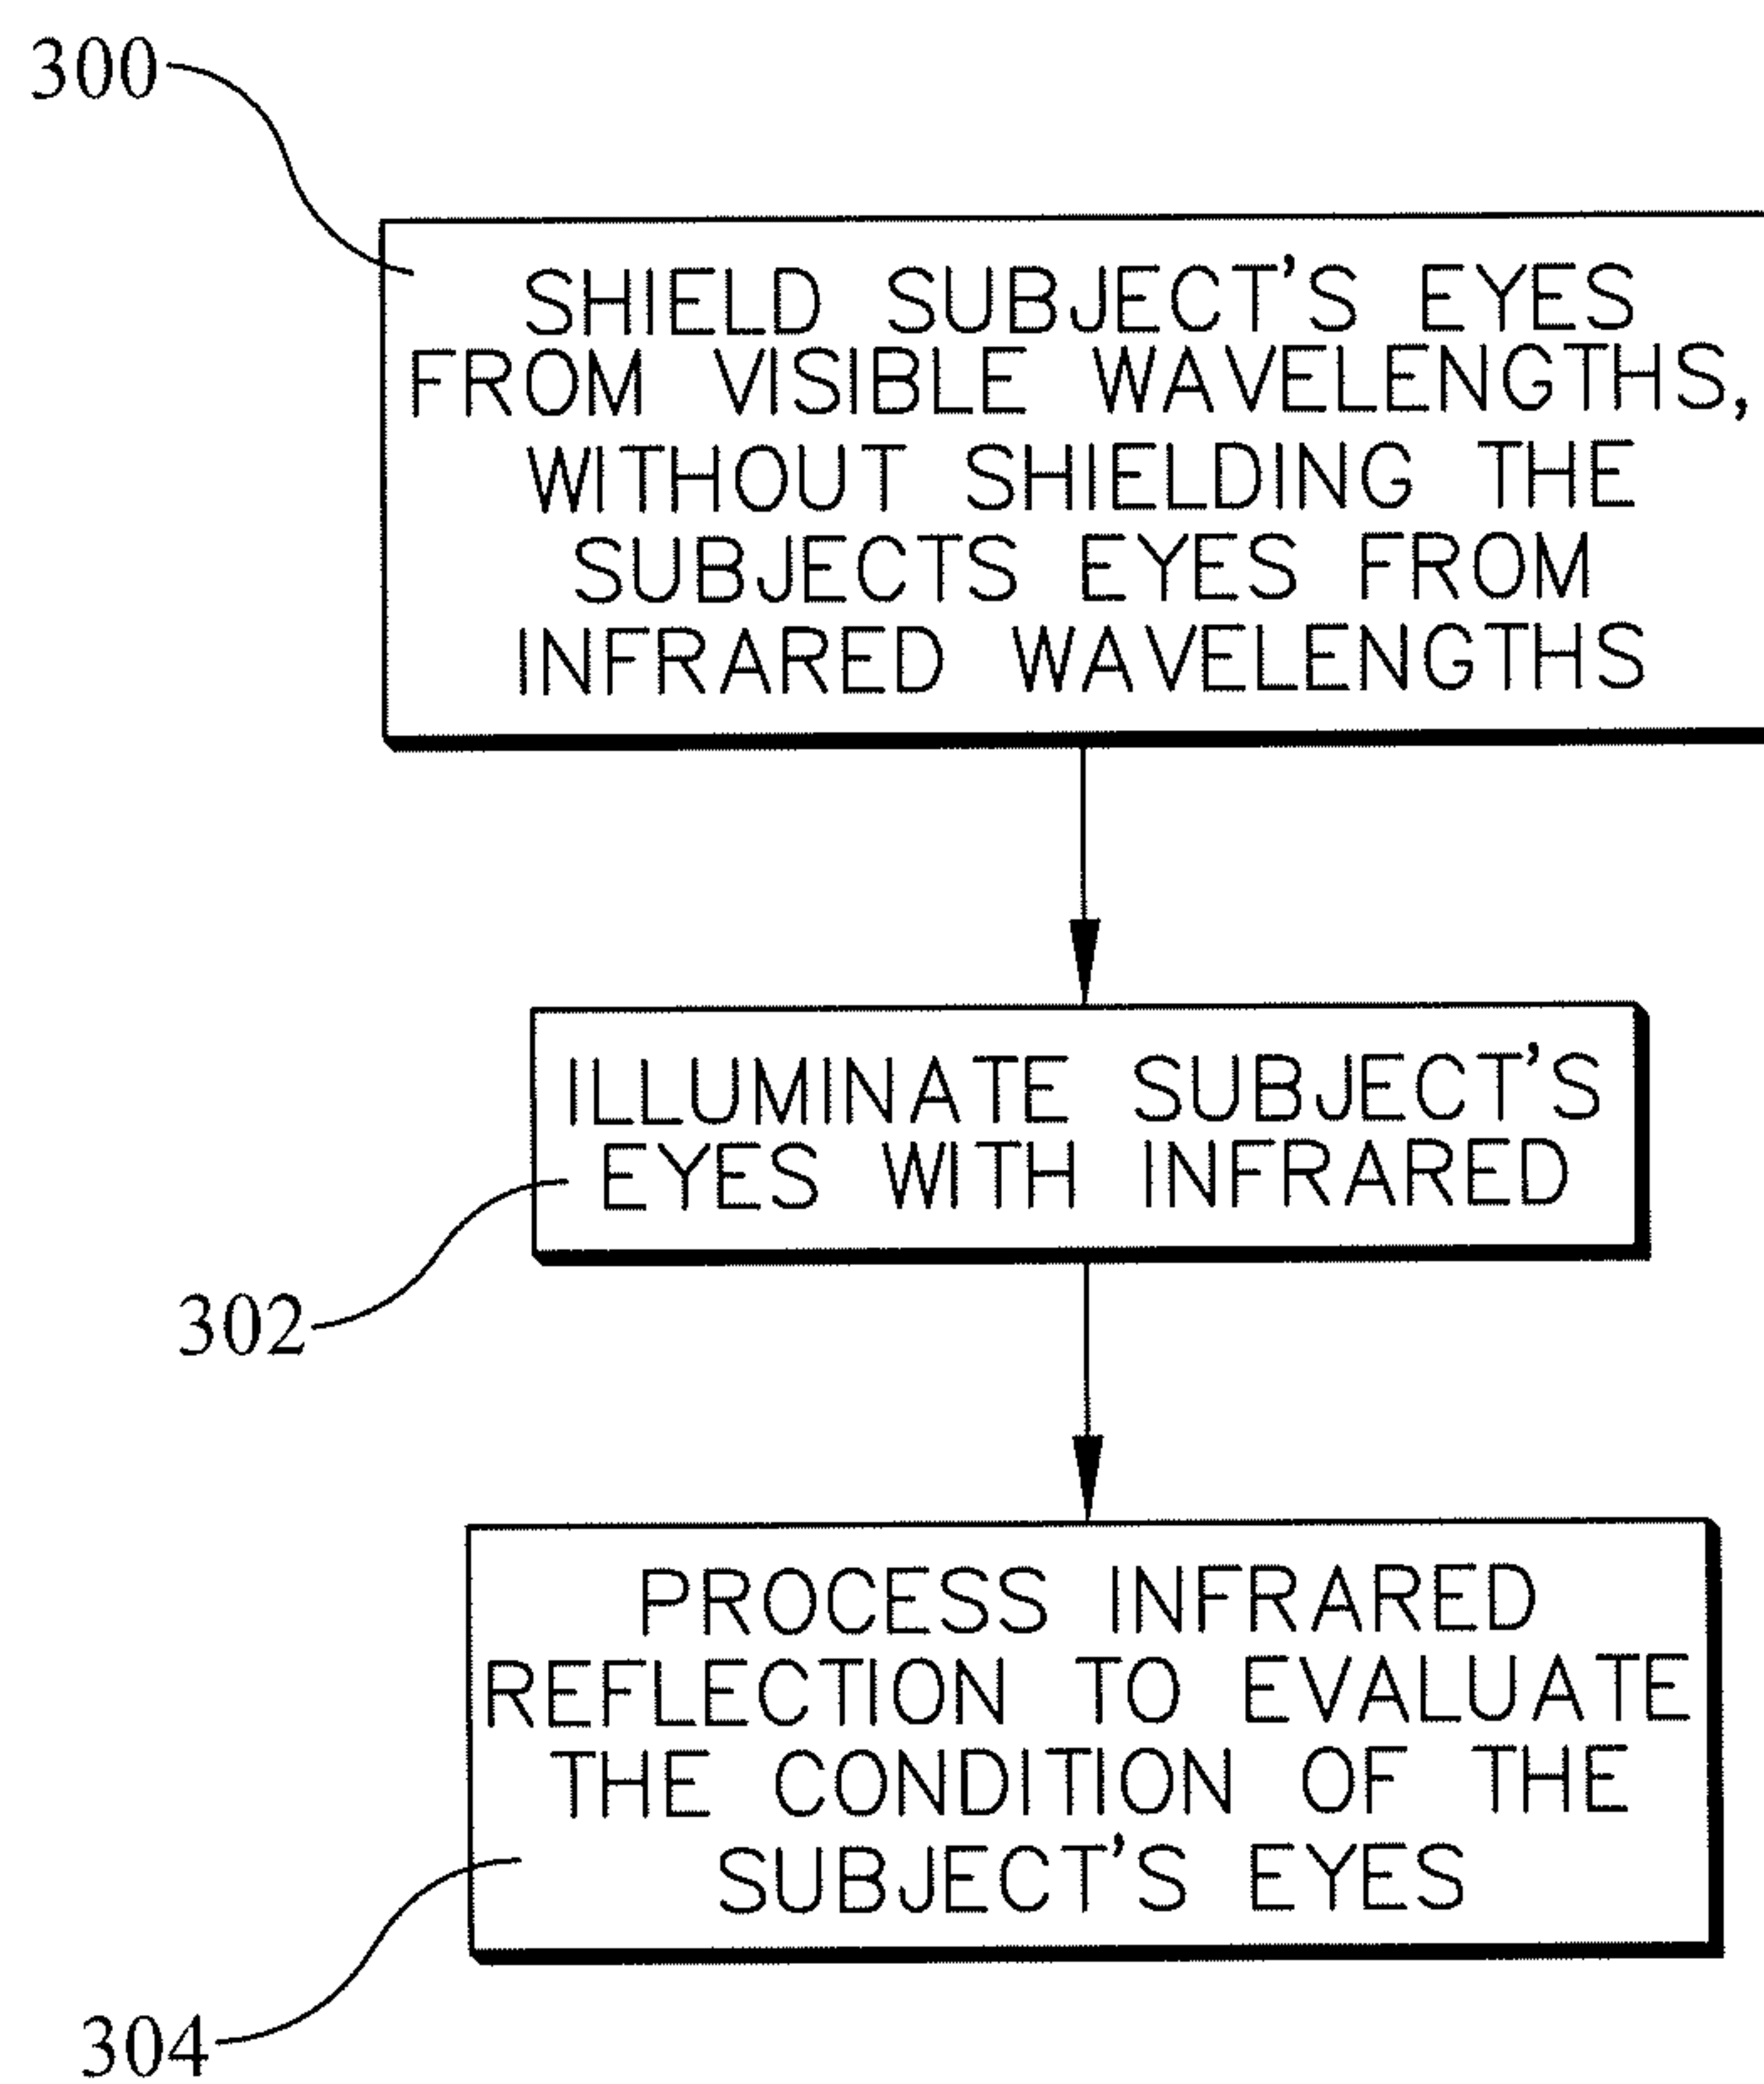 300
SHIELD SUBJECT'S EYES
FROM VISIBLE WAVELENGTHS,
WITHOUT SHIELDING THE
SUBJECTS EYES FROM
INFRARED WAVELENGTHS
ILLUMINATE SUBJECT'S
EYES WITH INFRARED
302
PROCESS INFRARED
REFLECTION TO EVALUATE
THE CONDITION OF THE
SUBJECT'S EYES
304